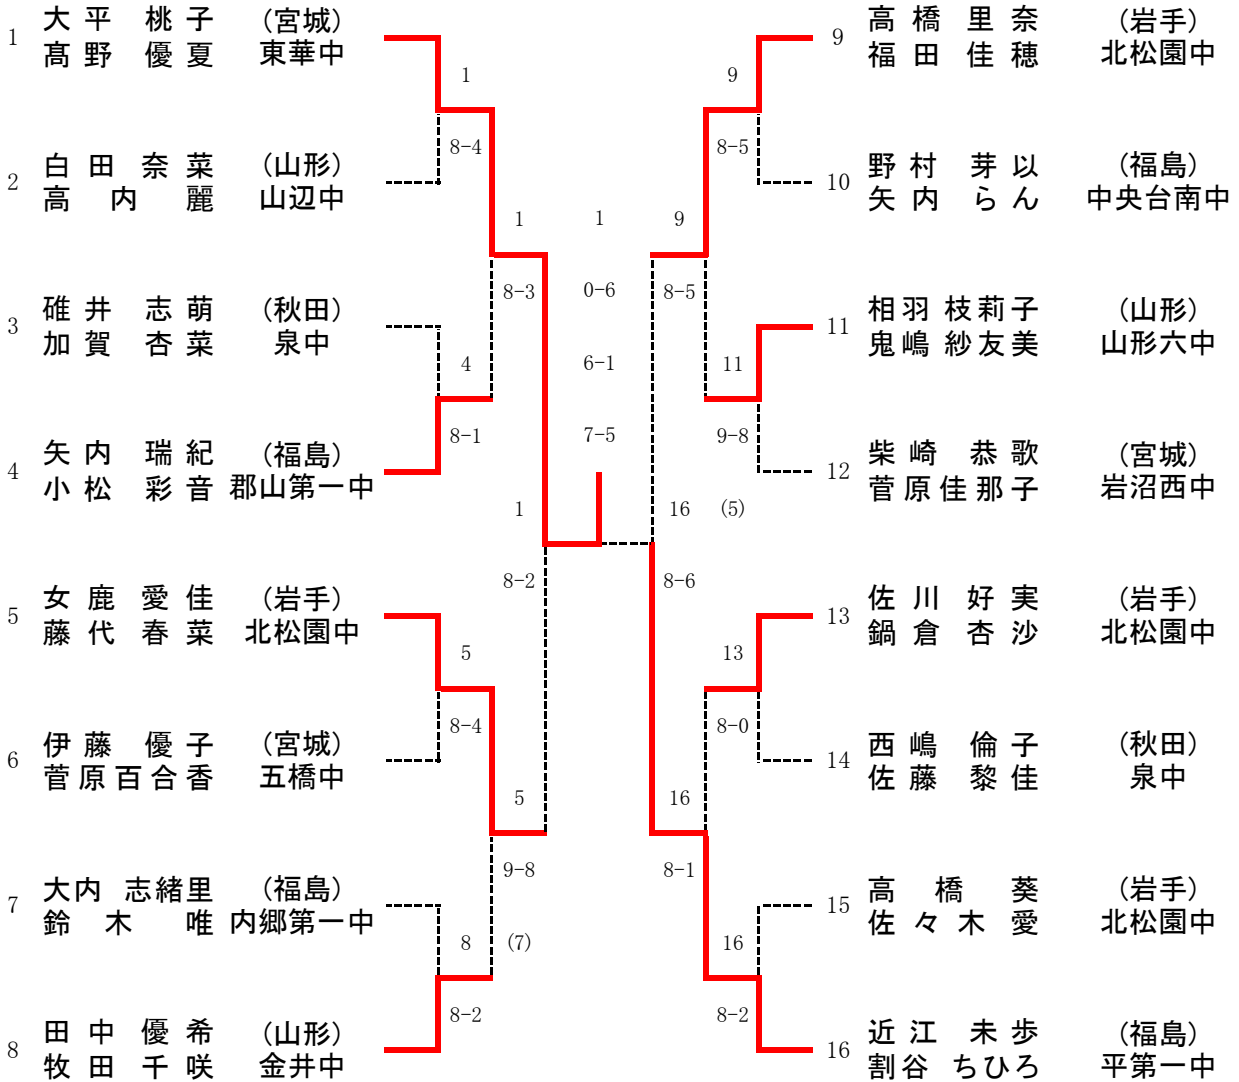 1 大平 桃子 (宮城)
髙野 優夏 東華中
2 白田奈菜 (山形)
高内 麗 山辺中
3 碓井 志萌 (秋田)
加賀 杏菜 泉中
4 矢内 瑞紀 (福島)
小松 彩音 郡山第一中
5 女鹿愛佳 (岩手)
藤代春菜 北松園中
6 伊藤 優子 (宮城)
菅原百合香 五橋中
7 大内 志緒里 (福島)
鈴木 唯 内郷第一中
8 田中優希 (山形)
牧田千咲 金井中
1
8-4
4
8-1
5
8-4
8
8-2
1
8-3
5
9-8
(7)
1
8-2
1
0-6
6-1
7-5
9
8-5
16
8-6
16
8-1
(5)
9
8-5
11
9-8
13
8-0
16
8-2
9 高橋里奈 (岩手)
福田佳穂 北松園中
10 野村 芽以 (福島)
矢内 らん 中央台南中
11 相羽 枝莉子 (山形)
鬼嶋 紗友美 山形六中
12 柴崎 恭歌 (宮城)
菅原佳那子 岩沼西中
13 佐川好実 (岩手)
鍋倉杏沙 北松園中
14 西嶋 倫子 (秋田)
佐藤 黎佳 泉中
15 高橋 葵 (岩手)
佐々木 愛 北松園中
16 近江 未歩 (福島)
割谷 ちひろ 平第一中